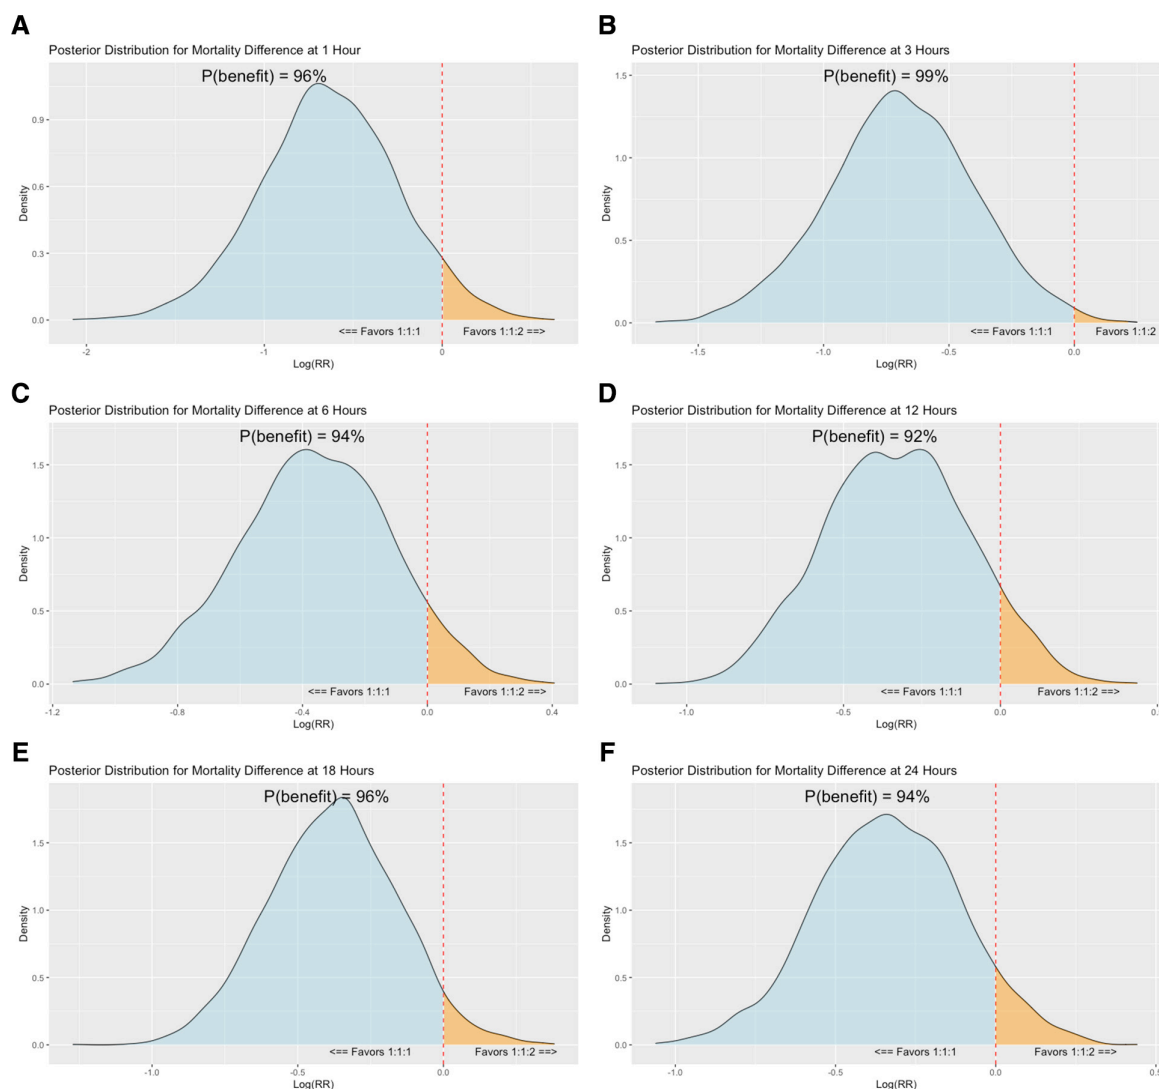 A
Posterior Distribution for Mortality Difference at 1 Hour
P(benefit) = 96%
Density
0.9
0.6
0.3
0.0
<== Favors 1:1:1
Favors 1:1:2 ==>
-2
-1
0
Log(RR)
B
Posterior Distribution for Mortality Difference at 3 Hours
P(benefit) = 99%
Density
1.5
1.0
0.5
0.0
<== Favors 1:1:1
Favors 1:1:2
-1.5
-1.0
-0.5
0.0
Log(RR)
C
Posterior Distribution for Mortality Difference at 6 Hours
P(benefit) = 94%
Density
1.5
1.0
0.5
0.0
<== Favors 1:1:1
Favors 1:1:2 ==>
-1.2
-0.8
-0.4
0.0
0.4
Log(RR)
D
Posterior Distribution for Mortality Difference at 12 Hours
P(benefit) = 92%
Density
1.5
1.0
0.5
0.0
<== Favors 1:1:1
Favors 1:1:2 ==>
-1.0
-0.5
0.0
Log(RR)
E
Posterior Distribution for Mortality Difference at 18 Hours
P(benefit) = 96%
Density
1.5
1.0
0.5
0.0
<== Favors 1:1:1
Favors 1:1:2 ==>
-1.0
-0.5
0.0
Log(RR)
F
Posterior Distribution for Mortality Difference at 24 Hours
P(benefit) = 94%
Density
1.5
1.0
0.5
0.0
<== Favors 1:1:1
Favors 1:1:2 ==>
-1.0
-0.5
0.0
Log(RR)